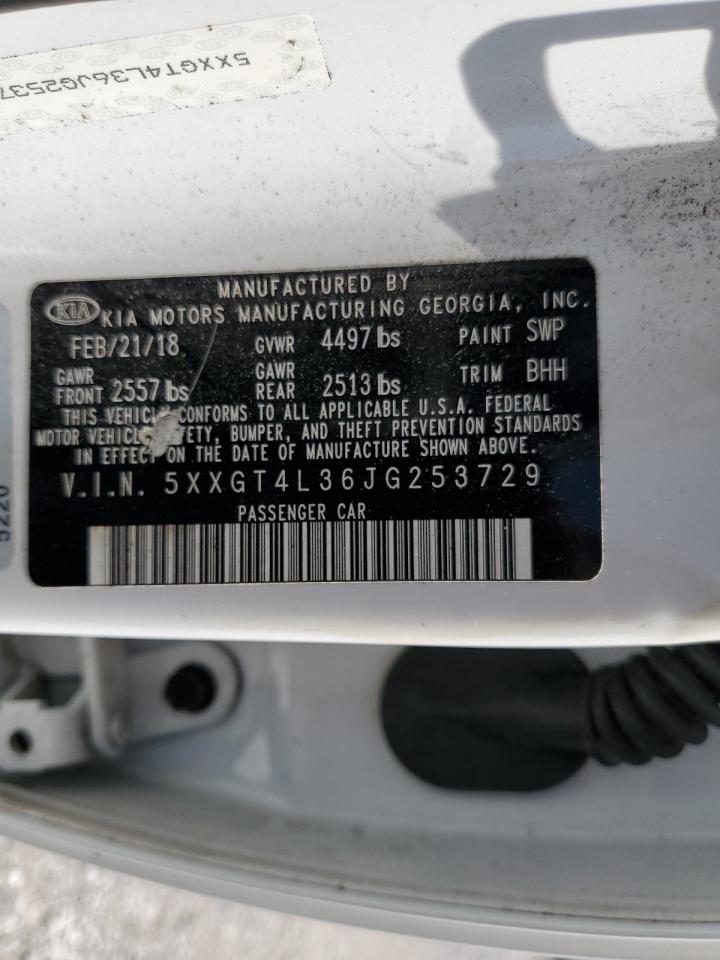 5XXGT4L36JG2537
KIA
MANUFACTURED BY
KIA MOTORS MANUFACTURING GEORGIA, INC.
FEB/21/18 GVWR 4497 lbs PAINT SWP
GAWR FRONT 2557 lbs GAWR REAR 2513 lbs TRIM BHH
THIS VEHICLE CONFORMS TO ALL APPLICABLE U.S.A. FEDERAL
MOTOR VEHICLE SAFETY, BUMPER, AND THEFT PREVENTION STANDARDS
IN EFFECT ON THE DATE OF MANUFACTURE SHOWN ABOVE.
V.I.N. 5XXGT4L36JG253729
PASSENGER CAR